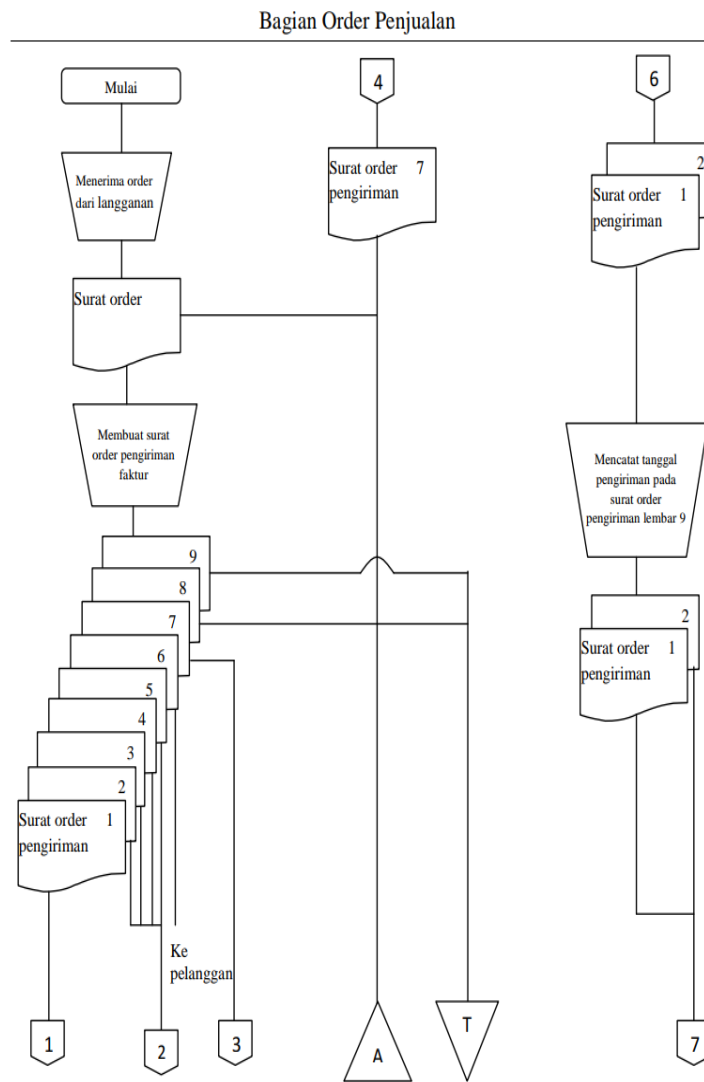 Bagian Order Penjualan
Mulai
Menerima order
dari langganan
Surat order
Membuat surat
order pengiriman
faktur
9
8
7
6
5
4
3
2
Surat order 1
pengiriman
Ke
pelanggan
1
2
3
4
Surat order 7
pengiriman
A
T
6
2
Surat order 1
pengiriman
Mencatat tanggal
pengiriman pada
surat order
pengiriman lembar 9
2
Surat order 1
pengiriman
7